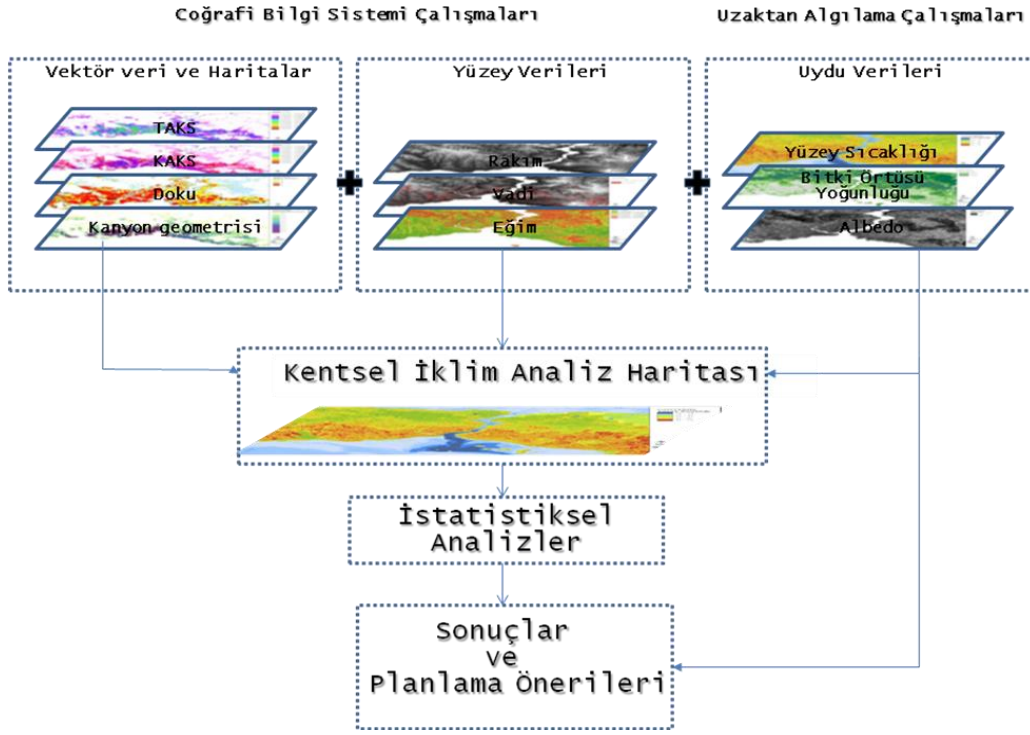 Coğrafi Bilgi Sistemi Çalışmaları
Uzaktan Algılama Çalışmaları
Vektör veri ve Haritalar
TAKS
KAKS
Doku
Kanyon geometrisi
Yüzey Verileri
Rakım
Vadi
Eğim
Uydu Verileri
Yüzey Sıcaklığı
Bitki Örtüsü
Yoğunluğu
Albedo
Kentsel İklim Analiz Haritası
İstatistiksel
Analizler
Sonuçlar
ve
Planlama Önerileri